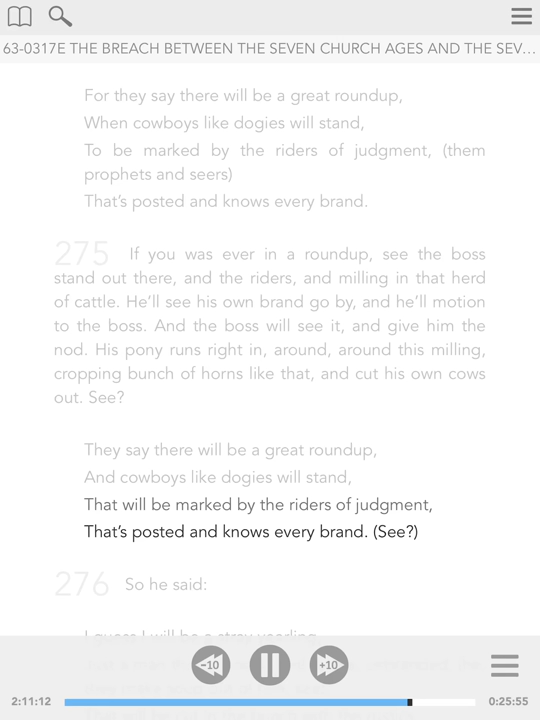 63-0317E THE BREACH BETWEEN THE SEVEN CHURCH AGES AND THE SEV...
For they say there will be a great roundup,
When cowboys like dogies will stand,
To be marked by the riders of judgment, (them
prophets and seers)
That's posted and knows every brand.
275 If you was ever in a roundup, see the boss
stand out there, and the riders, and milling in that herd
of cattle. He'll see his own brand go by, and he'll motion
to the boss. And the boss will see it, and give him the
nod. His pony runs right in, around, around this milling,
cropping bunch of horns like that, and cut his own cows
out. See?
They say there will be a great roundup,
And cowboys like dogies will stand,
That will be marked by the riders of judgment,
That's posted and knows every brand. (See?)
276 So he said:
I guess I will be a stray yearling,
-10 +10
2:11:12 0:25:55